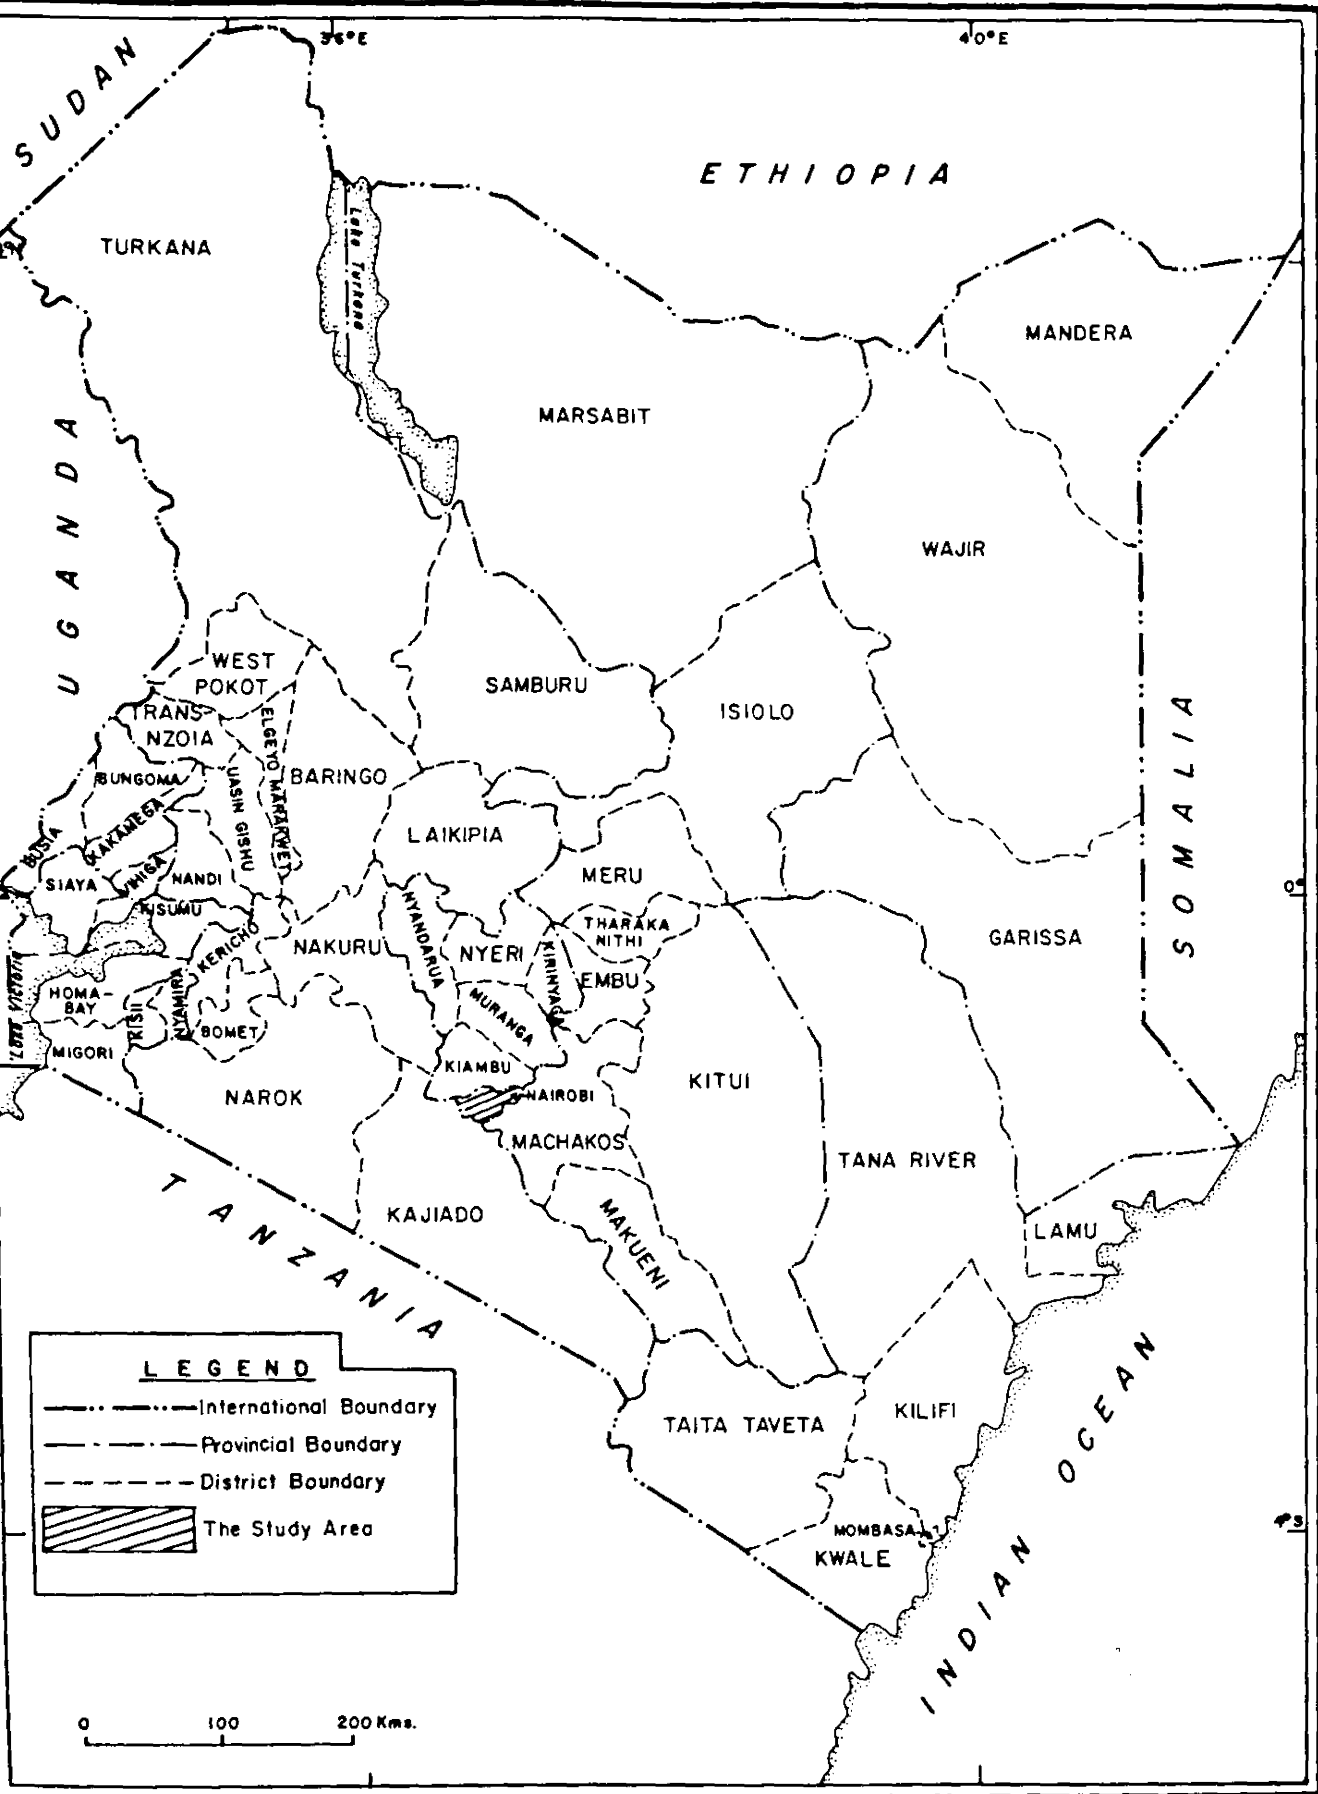 36°E
40°E
SUDAN
ETHIOPIA
TURKANA
Lake Turkana
MANDERA
MARSABIT
UGANDA
WAJIR
WEST
POKOT
SAMBURU
ISIOLO
SOMALIA
TRANS-
NZOIA
ELGEYO MARAKWET
BUNGOMA
UASIN GISHU
BARINGO
KAKAMEGA
BUSIA
LAIKIPIA
SIAYA
VIHIGA
NANDI
MERU
0°
KISUMU
KERICHO
NAKURU
NYANDARUA
NYERI
KIRINYAGA
THARAKA
NITHI
EMBU
GARISSA
Lake Victoria
HOMA-
BAY
KISII
NYAMIRA
BOMET
MURANGA
MIGORI
KIAMBU
KITUI
NAROK
NAIROBI
MACHAKOS
TANA RIVER
TANZANIA
KAJIADO
MAKUENI
LAMU
LEGEND
International Boundary
Provincial Boundary
District Boundary
The Study Area
TAITA TAVETA
KILIFI
INDIAN OCEAN
4°S
MOMBASA
KWALE
0 100 200 Kms.